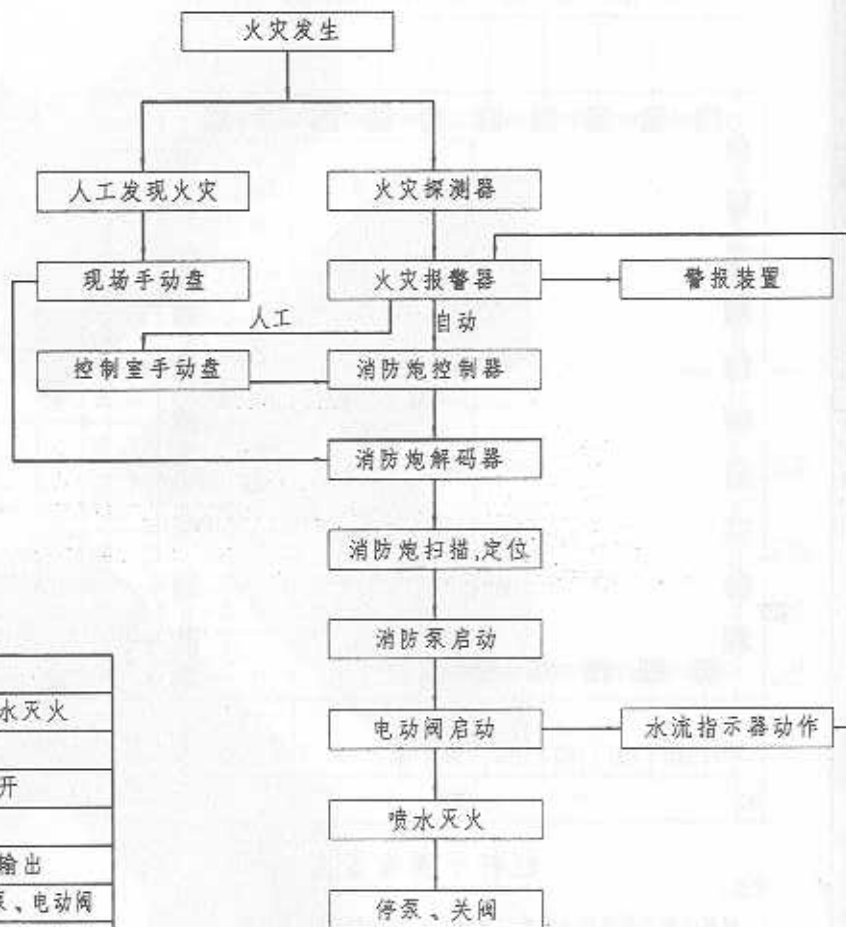 火灾发生
人工发现火灾
火灾探测器
现场手动盘
火灾报警器
警报装置
人工
自动
控制室手动盘
消防炮控制器
消防炮解码器
消防炮扫描,定位
消防泵启动
水灭火
电动阀启动
水流指示器动作
开
喷水灭火
输出
泵、电动阀
停泵、关阀